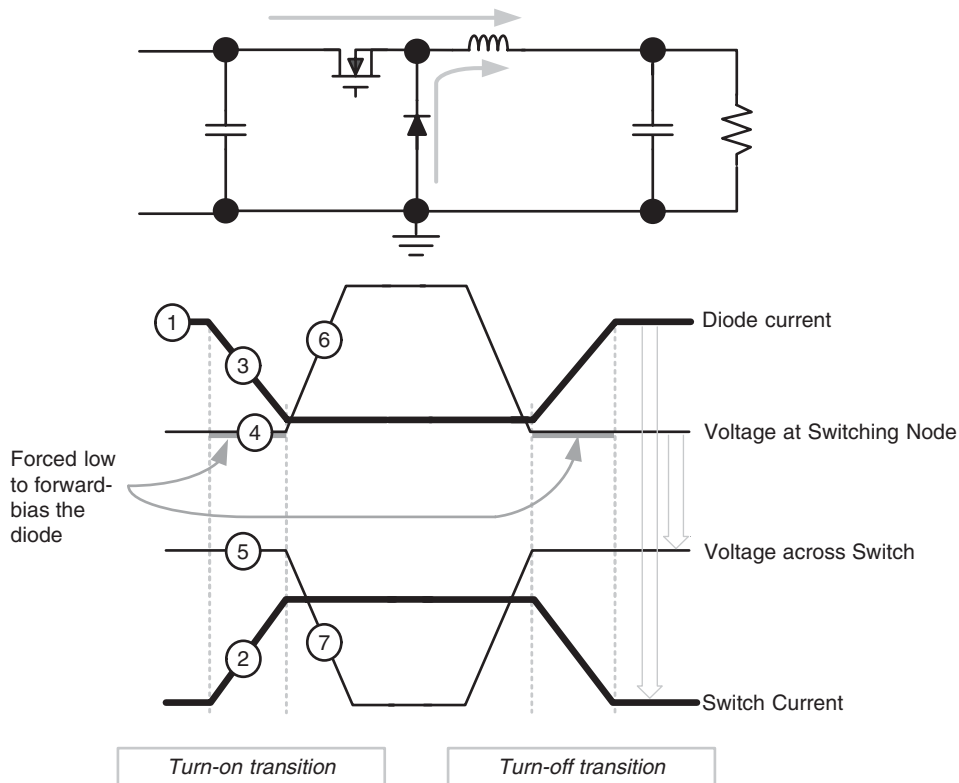 1
6
Diode current
3
4
Voltage at Switching Node
Forced low
to forward-
bias the
diode
5
Voltage across Switch
2
7
Switch Current
Turn-on transition
Turn-off transition